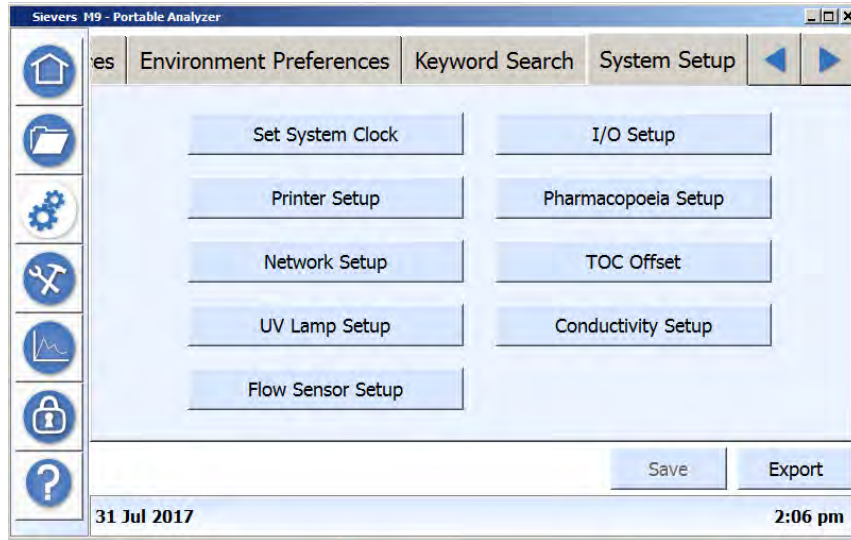 Sievers M9 - Portable Analyzer
es Environment Preferences Keyword Search System Setup
Set System Clock I/O Setup
Printer Setup Pharmacopoeia Setup
Network Setup TOC Offset
UV Lamp Setup Conductivity Setup
Flow Sensor Setup
Save Export
31 Jul 2017 2:06 pm